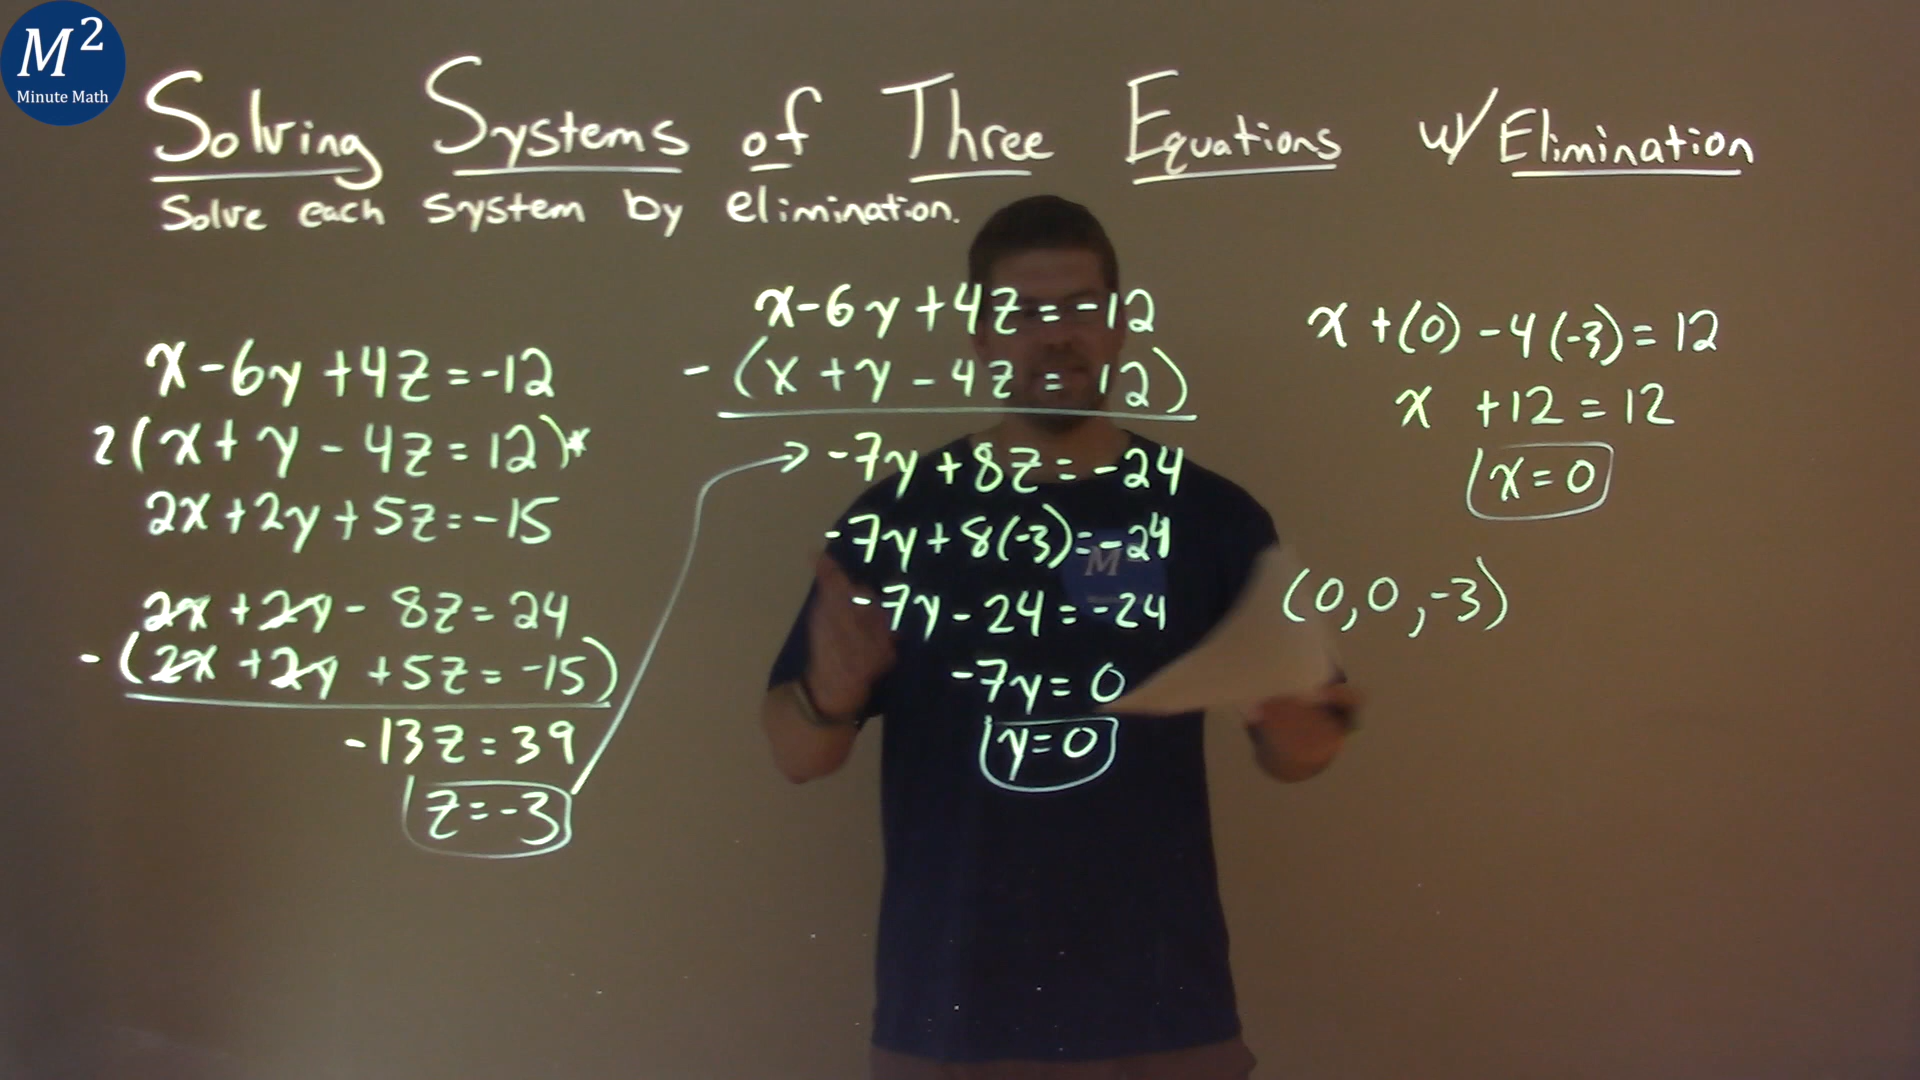 M²
Minute Math
Solving Systems of Three Equations w/ Elimination
Solve each system by elimination.
x-6y+4z=-12
2(x+y-4z=12)*
2x+2y+5z=-15
2x+2y-8z=24
-(2x+2y+5z=-15)
-13z=39
z=-3
x-6y+4z=-12
-(x+y-4z=12)
-7y+8z=-24
-7y+8(-3)=-24
-7y-24=-24
-7y=0
y=0
x+(0)-4(-3)=12
x+12=12
x=0
(0,0,-3)
M²